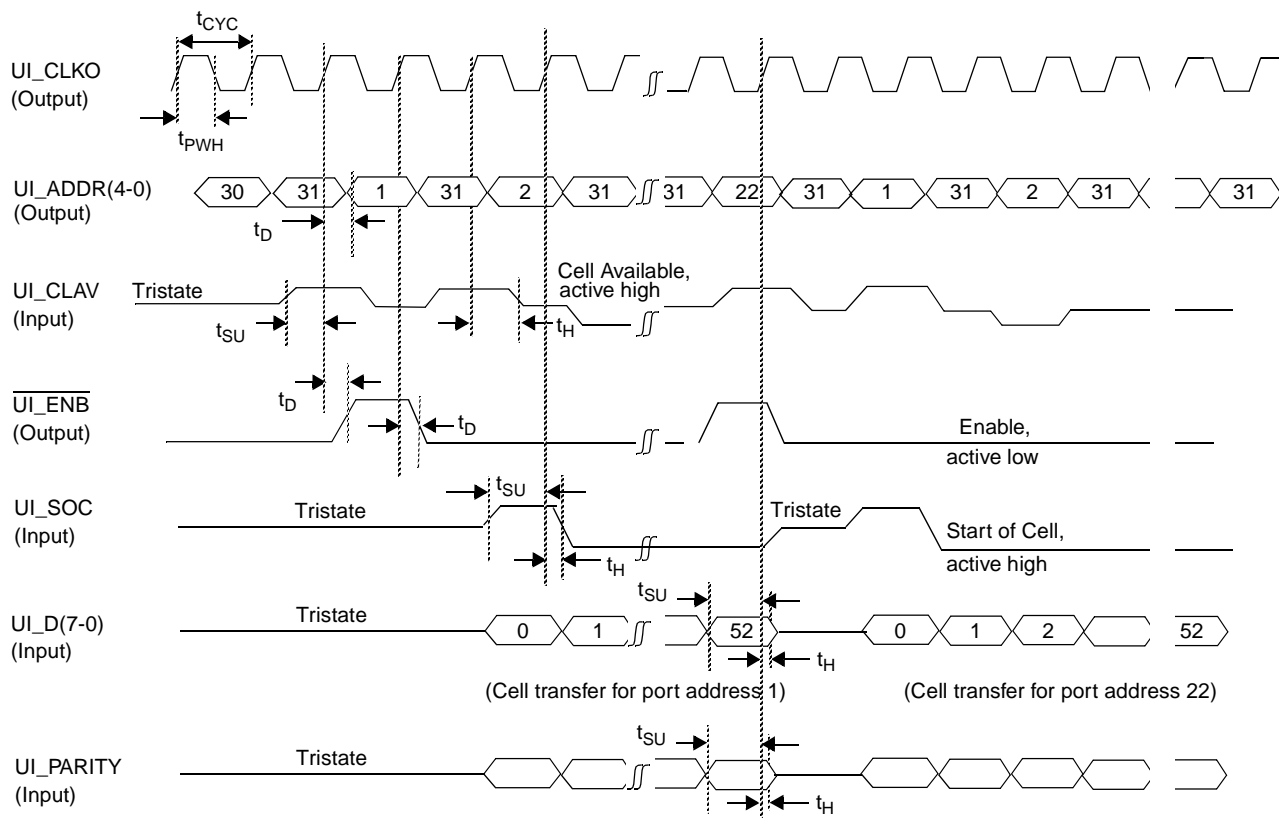 tCYC
UI_CLKO
(Output)
tPWH
UI_ADDR(4-0)
(Output)
30 31 1 31 2 31 31 22 31 1 31 2 31 31
tD
UI_CLAV
(Input)
Tristate
Cell Available,
active high
tSU
tH
UI_ENB
(Output)
tD
tD
Enable,
active low
UI_SOC
(Input)
Tristate
tSU
Tristate
Start of Cell,
active high
tH
UI_D(7-0)
(Input)
Tristate
tSU
0 1 52 0 1 2 52
tH
(Cell transfer for port address 1)
(Cell transfer for port address 22)
UI_PARITY
(Input)
Tristate
tSU
tH